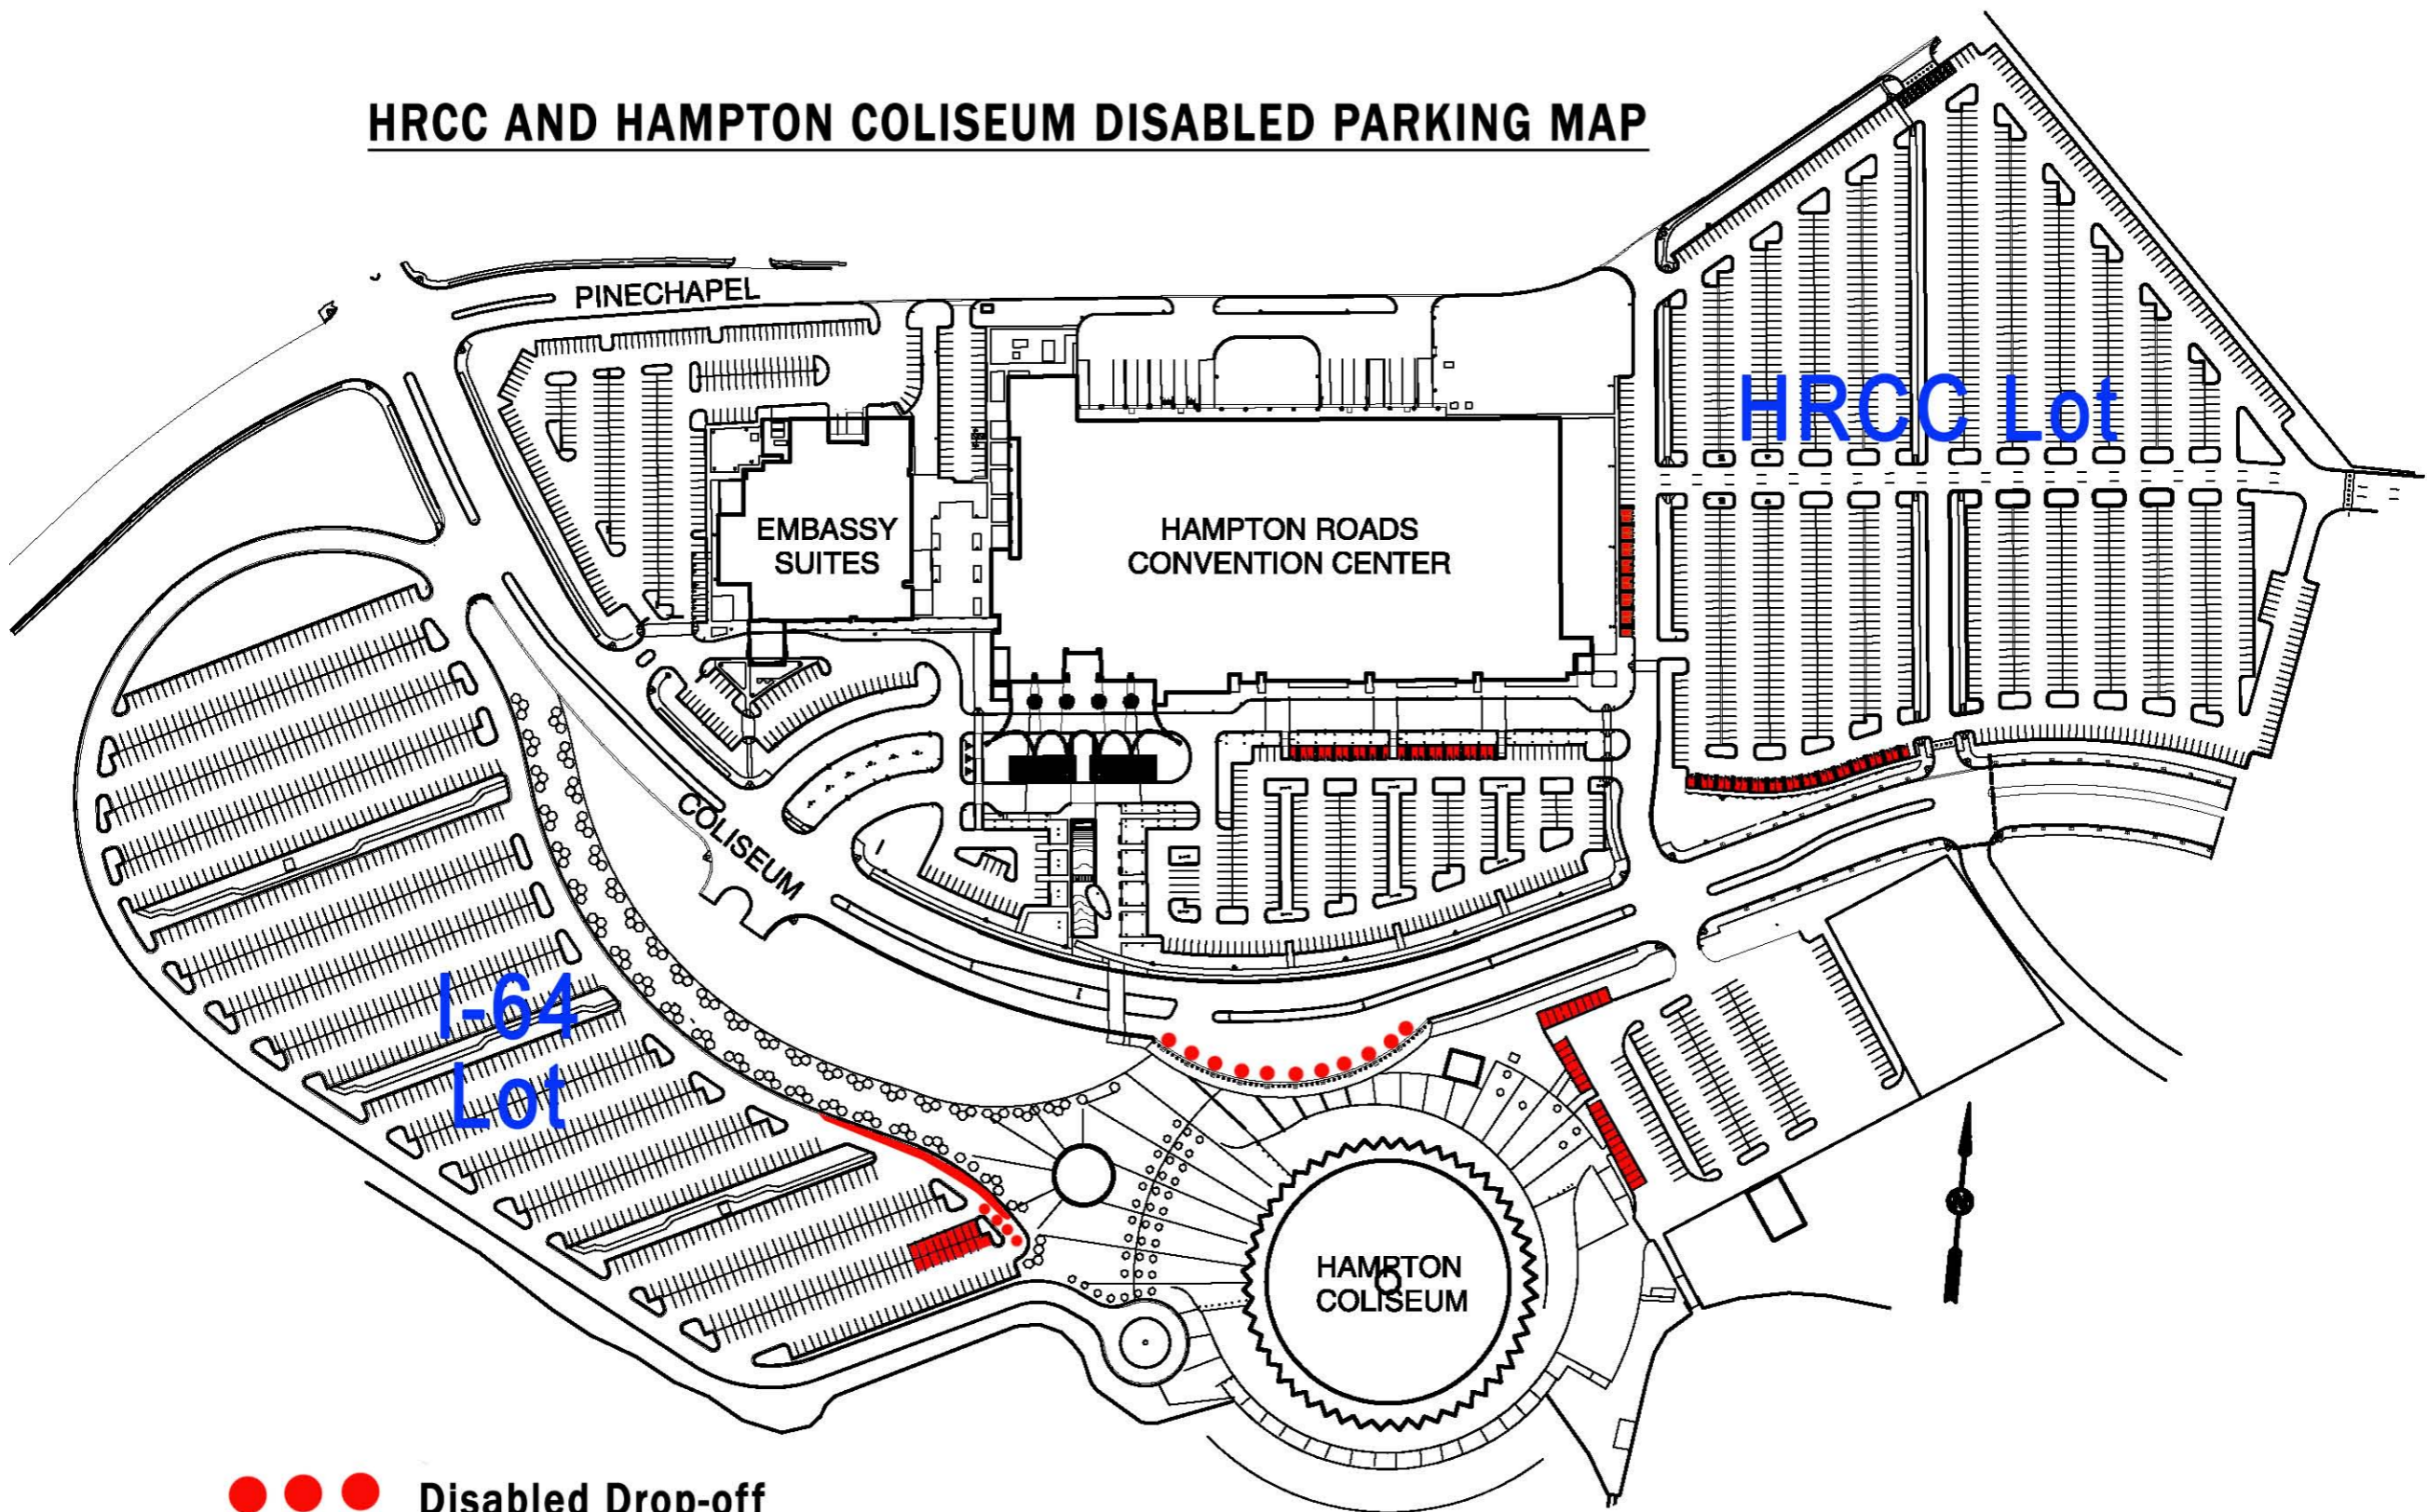 HRCC AND HAMPTON COLISEUM DISABLED PARKING MAP
PINECHAPEL
HRCC Lot
EMBASSY
SUITES
HAMPTON ROADS
CONVENTION CENTER
COLISEUM
I-64
Lot
HAMPTON
COLISEUM
Disabled Drop-off